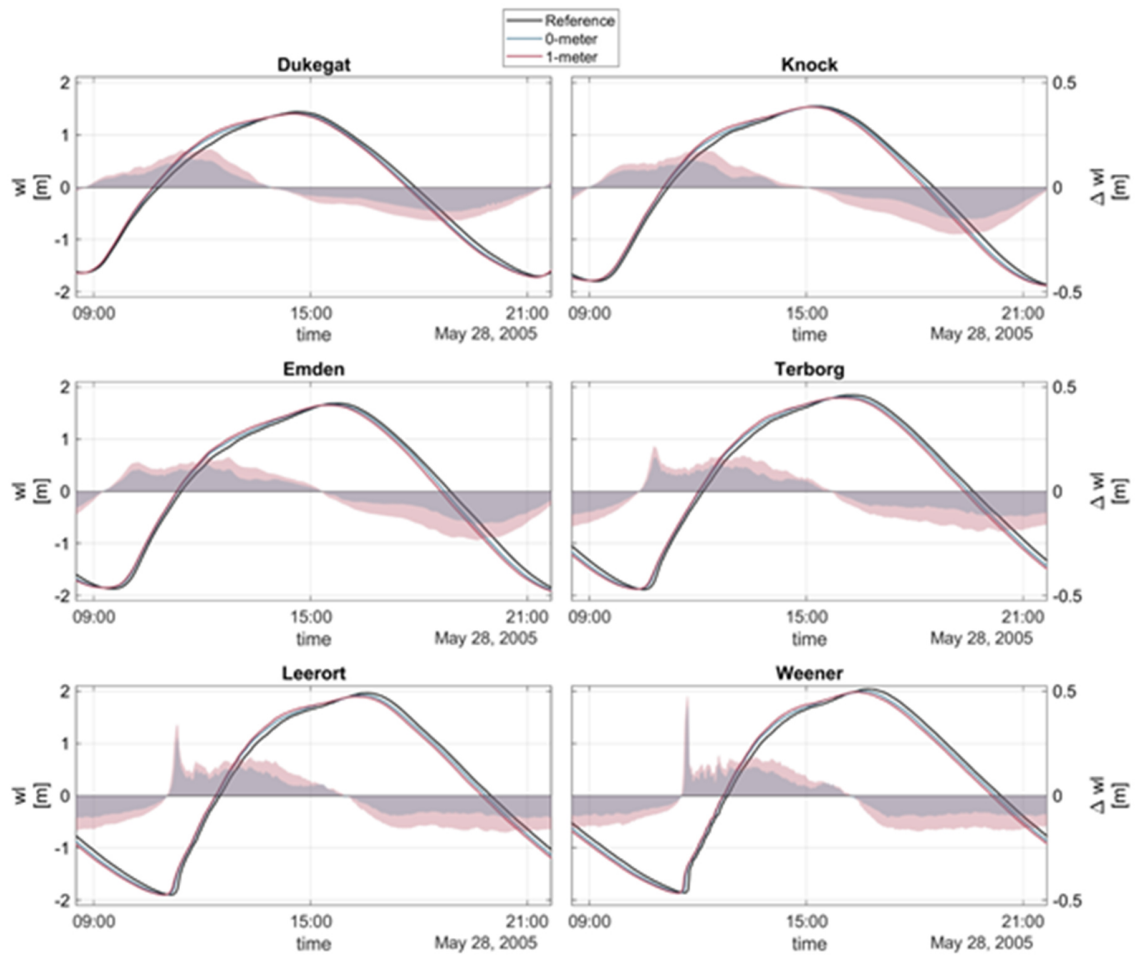 Reference
0-meter
1-meter
Dukegat
Knock
2
1
0
-1
-2
wl
[m]
09:00
15:00
21:00
time
May 28, 2005
0.5
0
-0.5
Δ wl
[m]
09:00
15:00
21:00
time
May 28, 2005
Emden
Terborg
2
1
0
-1
-2
wl
[m]
09:00
15:00
21:00
time
May 28, 2005
0.5
0
-0.5
Δ wl
[m]
09:00
15:00
21:00
time
May 28, 2005
Leerort
Weener
2
1
0
-1
-2
wl
[m]
09:00
15:00
21:00
time
May 28, 2005
0.5
0
-0.5
Δ wl
[m]
09:00
15:00
21:00
time
May 28, 2005